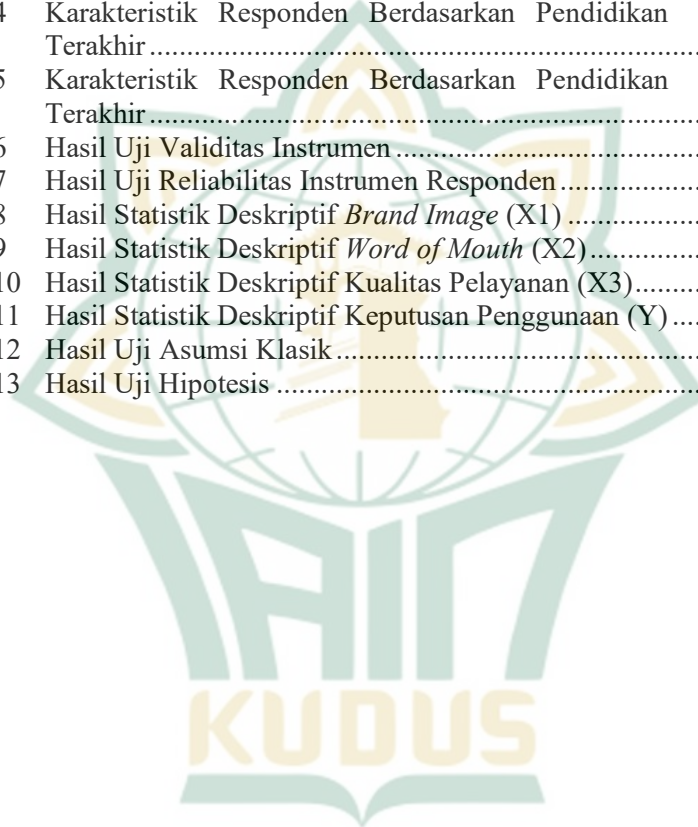 4 Karakteristik Responden Berdasarkan Pendidikan
Terakhir ..........................................................................
5 Karakteristik Responden Berdasarkan Pendidikan
Terakhir ..........................................................................
6 Hasil Uji Validitas Instrumen ........................................
7 Hasil Uji Reliabilitas Instrumen Responden ..................
8 Hasil Statistik Deskriptif Brand Image (X1) .................
9 Hasil Statistik Deskriptif Word of Mouth (X2) ..............
10 Hasil Statistik Deskriptif Kualitas Pelayanan (X3) .........
11 Hasil Statistik Deskriptif Keputusan Penggunaan (Y) ....
12 Hasil Uji Asumsi Klasik ................................................
13 Hasil Uji Hipotesis ........................................................
IAIN
KUDUS